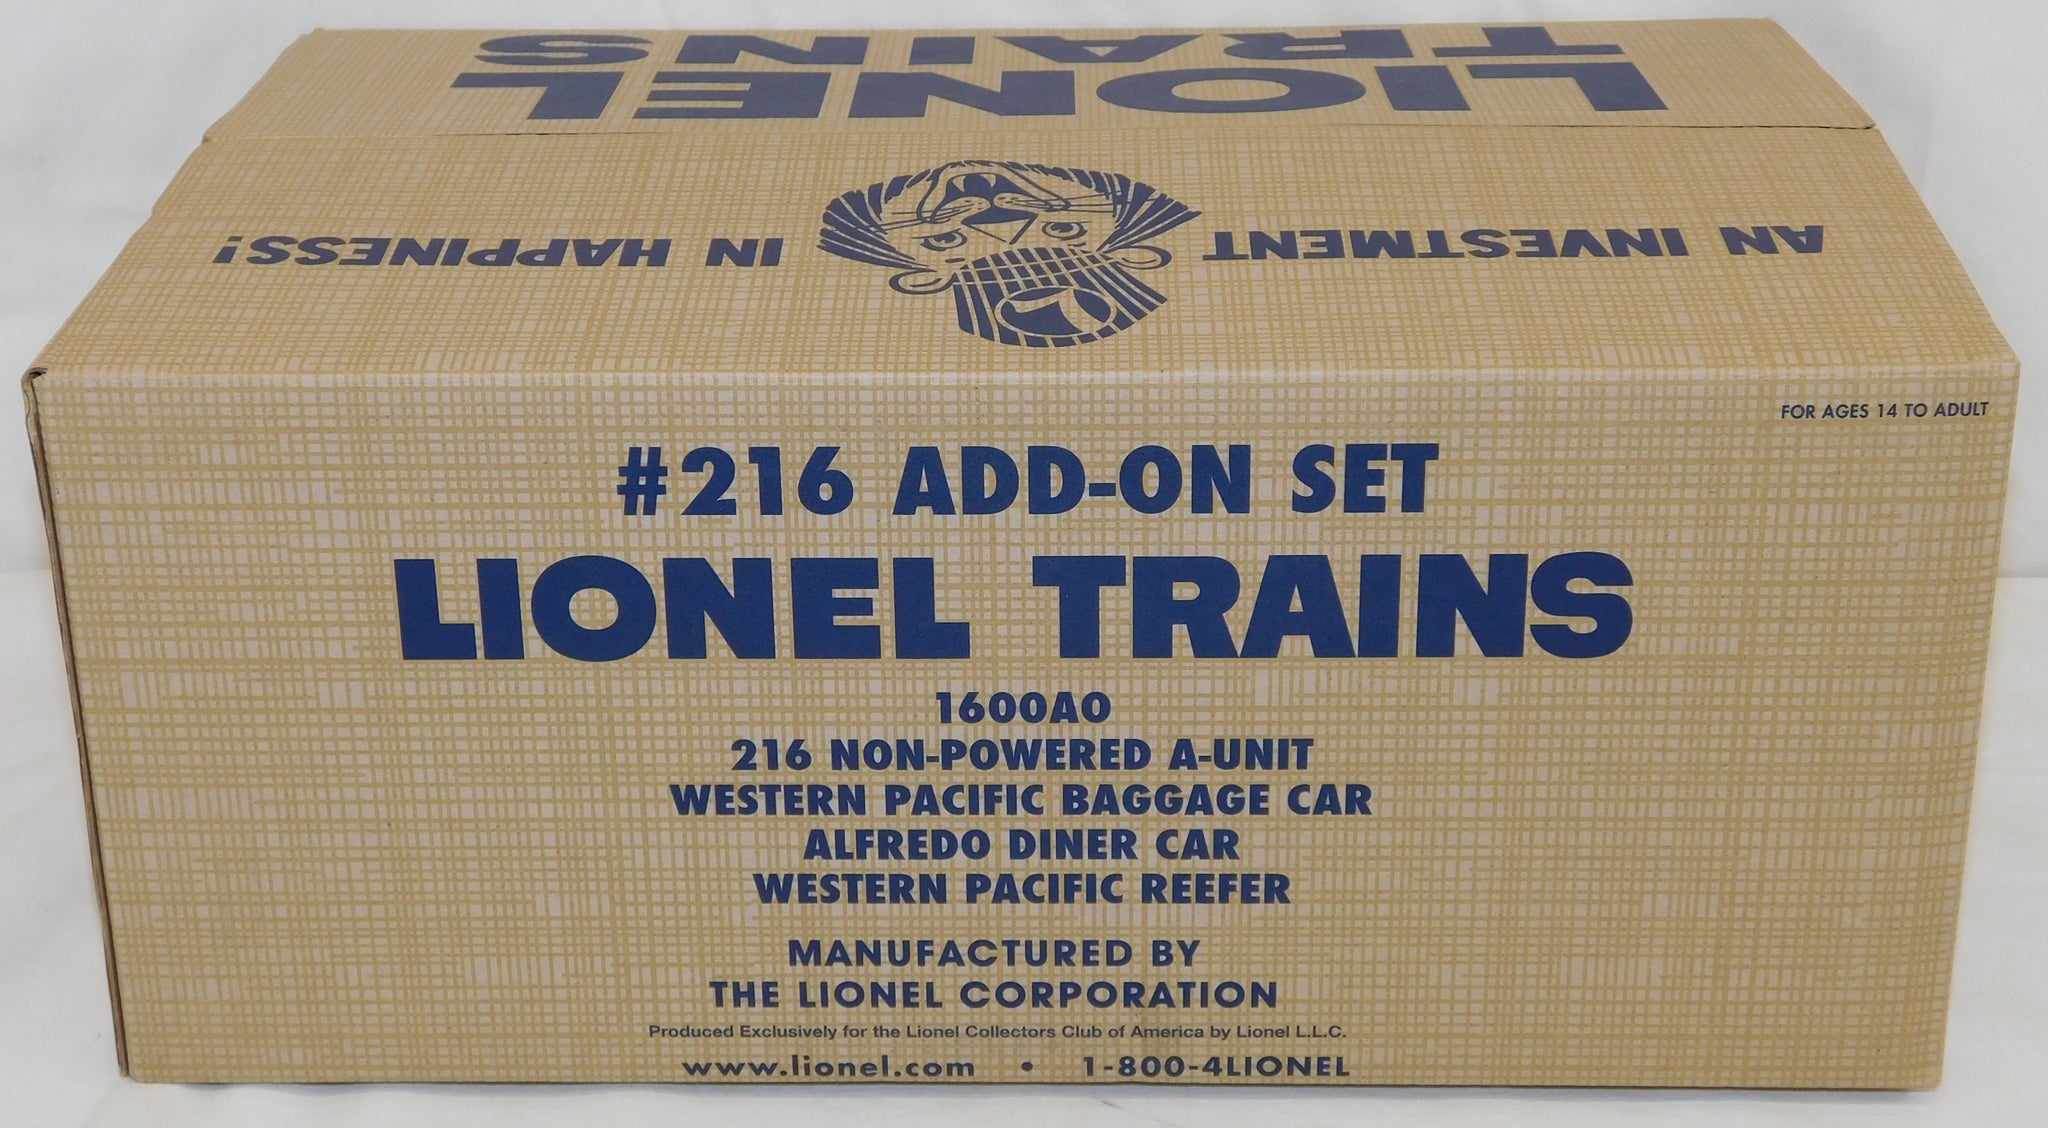 LIONEL
TRAINS
AN INVESTMENT IN HAPPINESS!
FOR AGES 14 TO ADULT
#216 ADD-ON SET
LIONEL TRAINS
1600AO
216 NON-POWERED A-UNIT
WESTERN PACIFIC BAGGAGE CAR
ALFREDO DINER CAR
WESTERN PACIFIC REEFER
MANUFACTURED BY
THE LIONEL CORPORATION
Produced Exclusively for the Lionel Collectors Club of America by Lionel L.L.C.
www.lionel.com • 1-800-4LIONEL